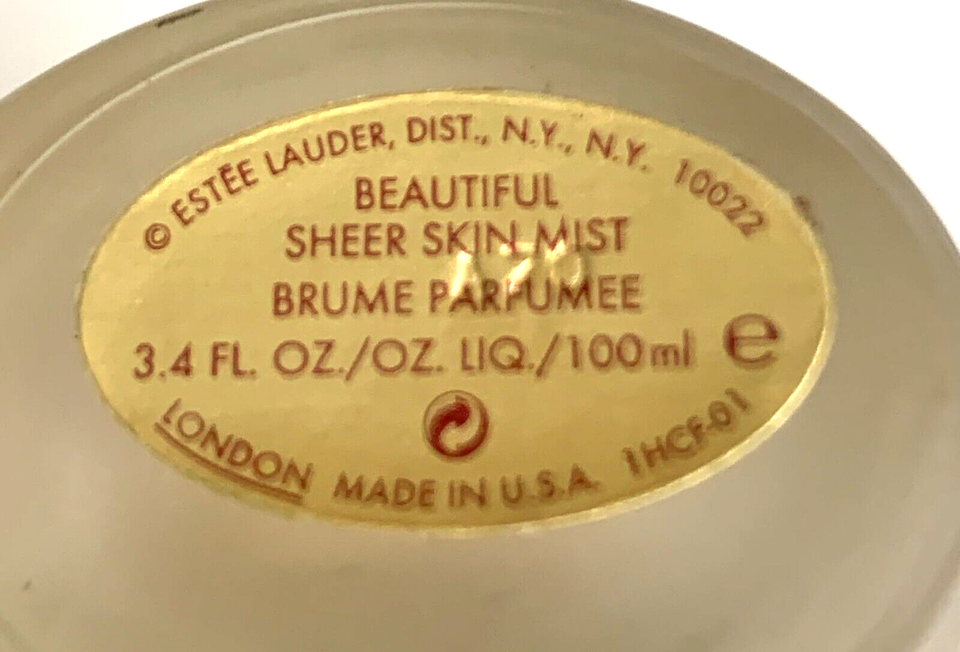 © ESTĒE LAUDER, DIST., N.Y., N.Y. 10022
BEAUTIFUL
SHEER SKIN MIST
BRUME PARFUMEE
3.4 FL. OZ./OZ. LIQ./100ml e
LONDON MADE IN U.S.A. 1HCF-01